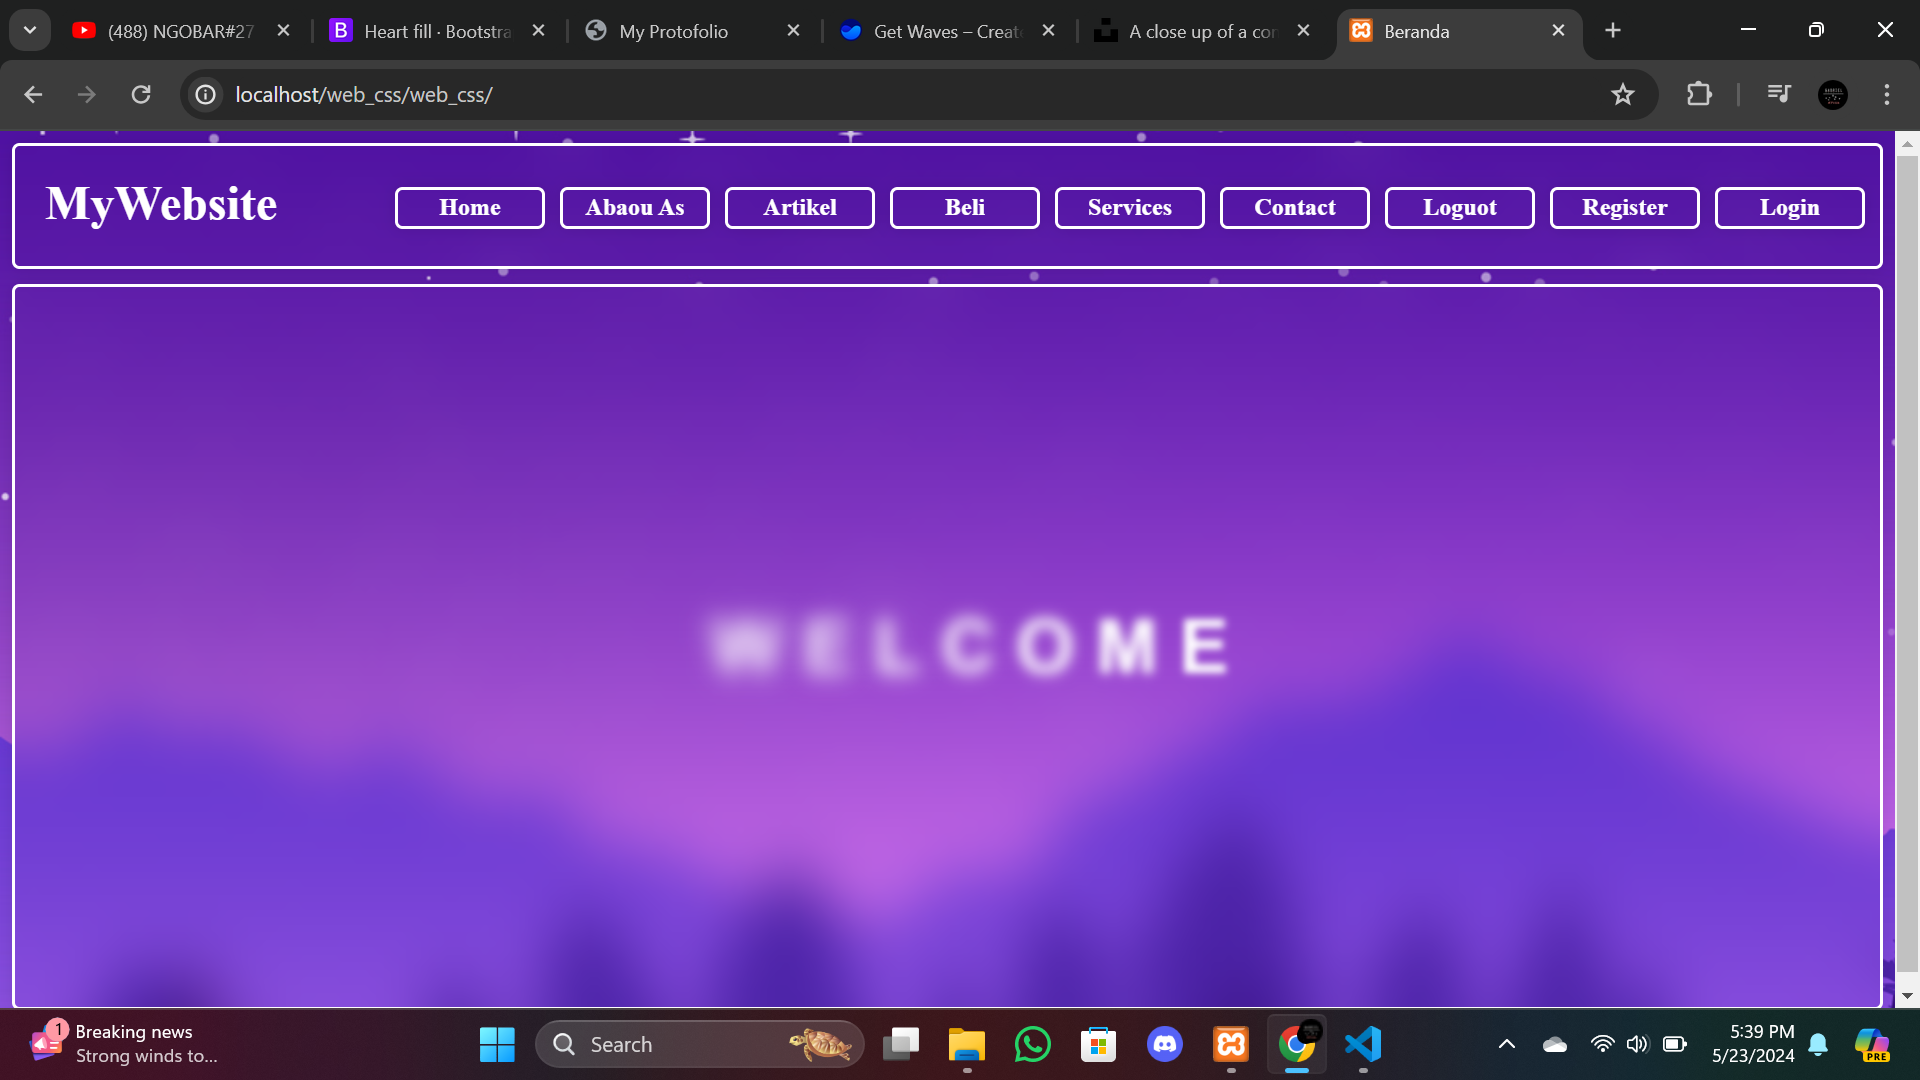 (488) NGOBAR#27
Heart fill · Bootstra
My Protofolio
Get Waves – Create
A close up of a con
Beranda
localhost/web_css/web_css/
MyWebsite
Home
Abaou As
Artikel
Beli
Services
Contact
Loguot
Register
Login
WELCOME
1
Breaking news
Strong winds to...
Search
5:39 PM
5/23/2024
PRE